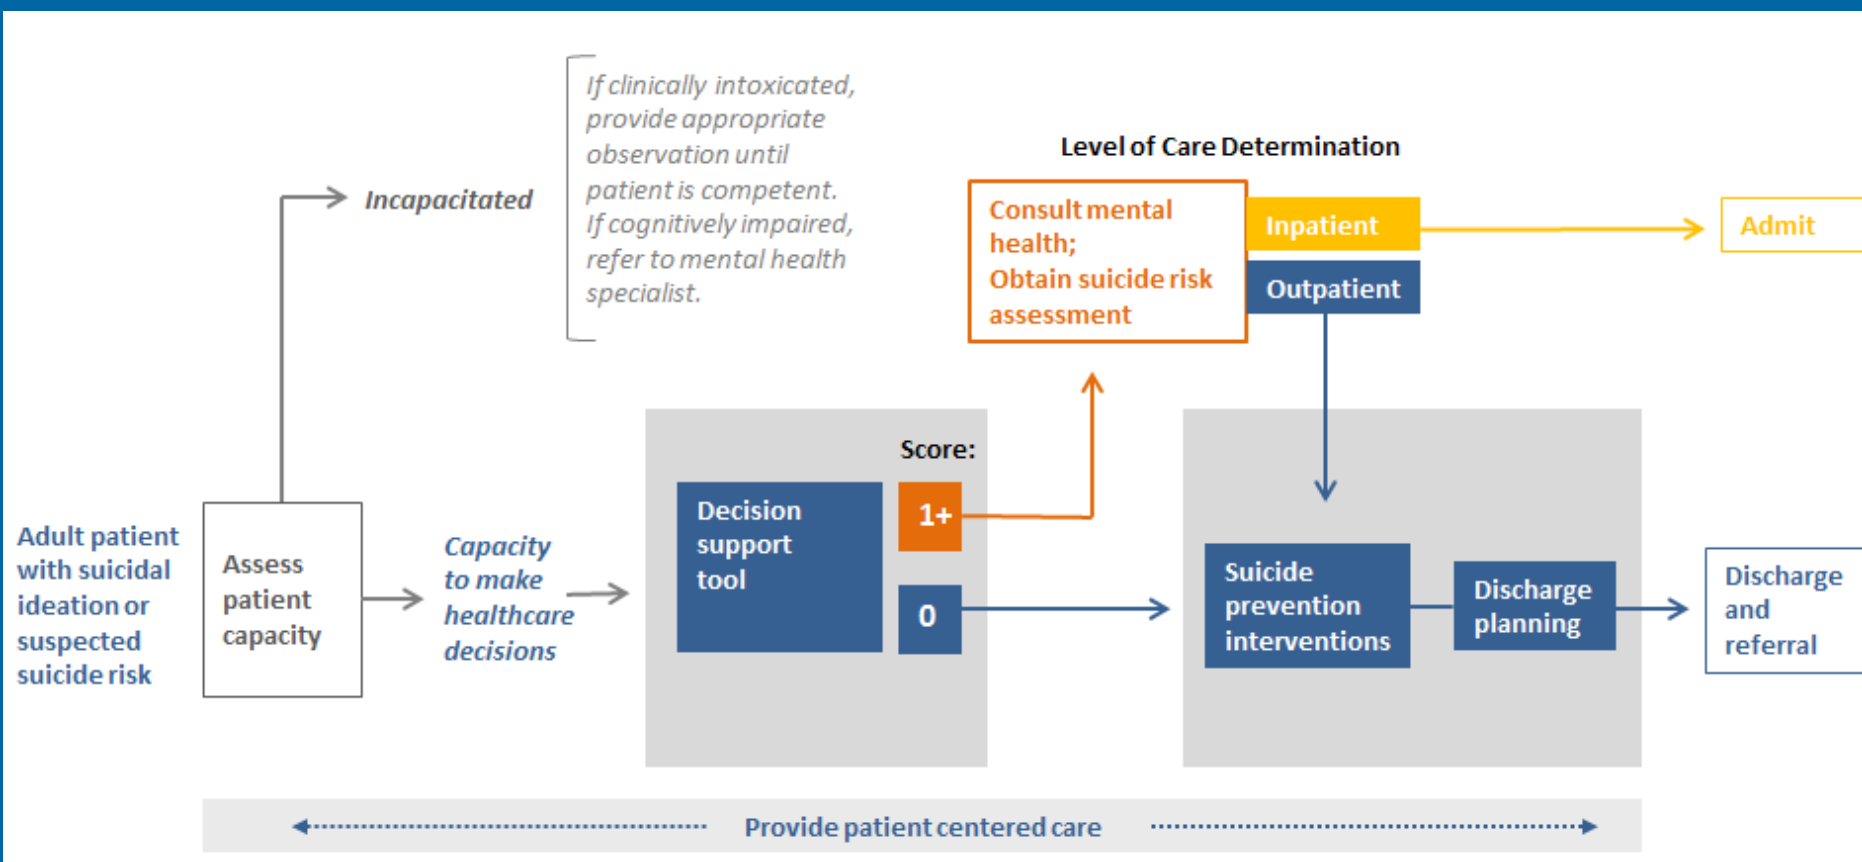 If clinically intoxicated,
provide appropriate
observation until
patient is competent.
If cognitively impaired,
refer to mental health
specialist.
Incapacitated
Level of Care Determination
Consult mental
health;
Obtain suicide risk
assessment
Inpatient
Outpatient
Admit
Adult patient
with suicidal
ideation or
suspected
suicide risk
Assess
patient
capacity
Capacity
to make
healthcare
decisions
Score:
Decision
support
tool
1+
0
Suicide
prevention
interventions
Discharge
planning
Discharge
and
referral
Provide patient centered care